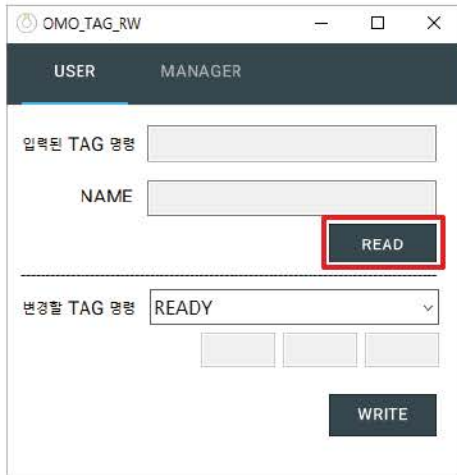 OMO_TAG_RW
USER MANAGER
입력된 TAG 명령
NAME
READ
변경할 TAG 명령 READY
WRITE